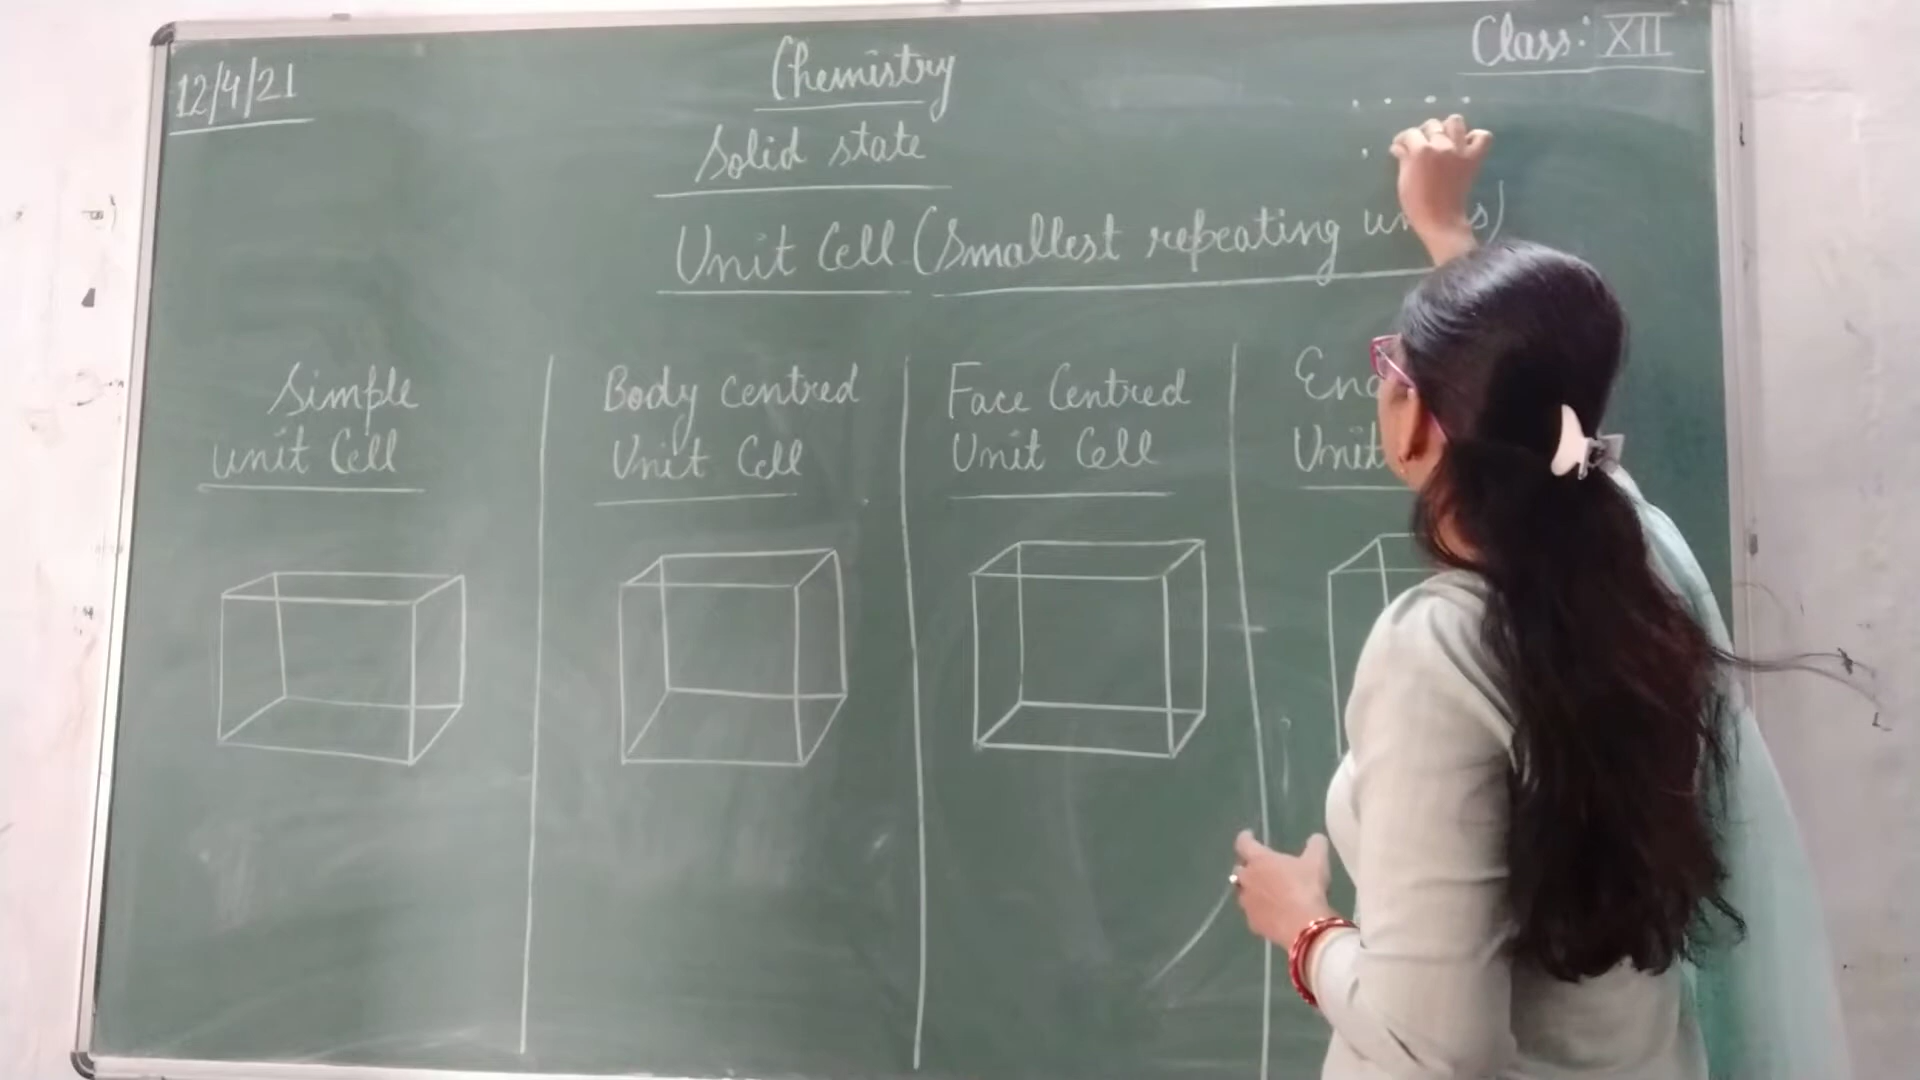 12/4/21
Chemistry
Class: XII
Solid state
Unit Cell (Smallest repeating
Simple
unit Cell
Body centred
Unit Cell
Face Centred
Unit Cell
Unit